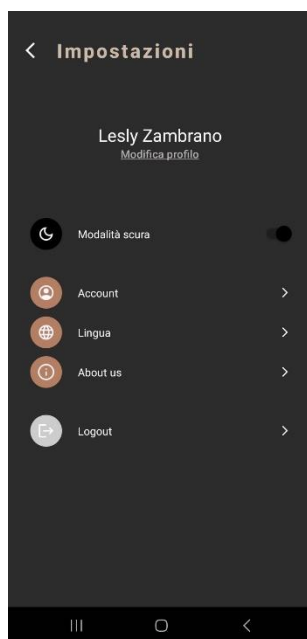 Impostazioni
Lesly Zambrano
Modifica profilo
Modalità scura
Account
Lingua
About us
Logout